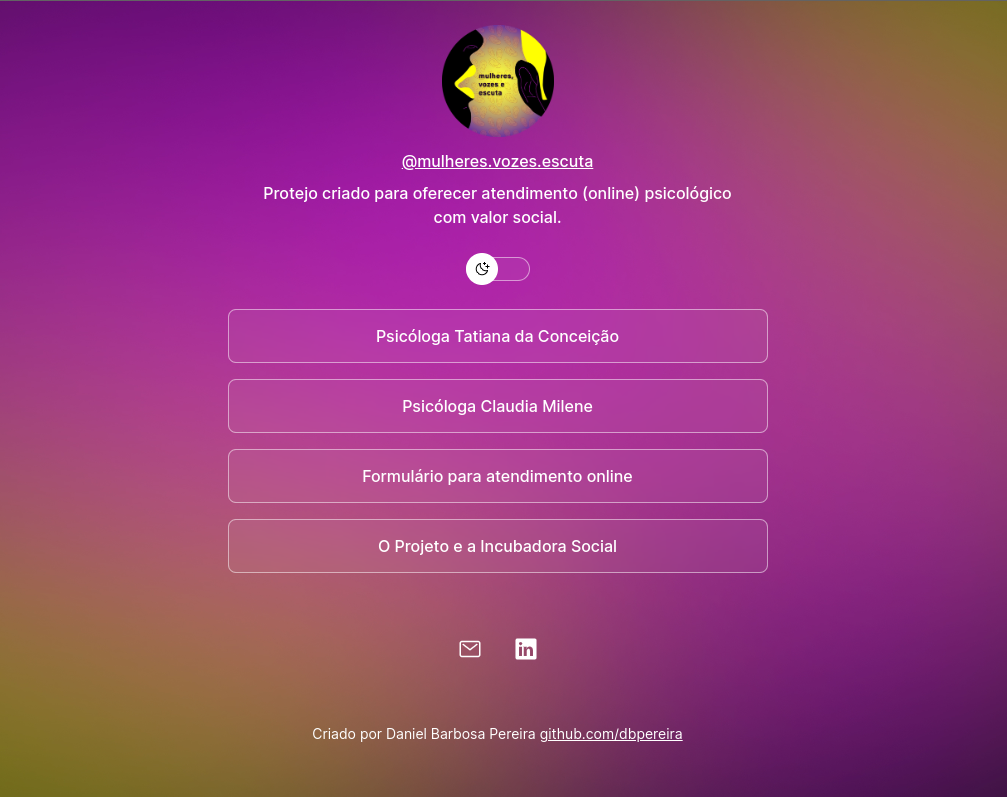 mulheres,
vozes e
escuta
@mulheres.vozes.escuta
Protejo criado para oferecer atendimento (online) psicológico
com valor social.
Psicóloga Tatiana da Conceição
Psicóloga Claudia Milene
Formulário para atendimento online
O Projeto e a Incubadora Social
in
Criado por Daniel Barbosa Pereira github.com/dbpereira